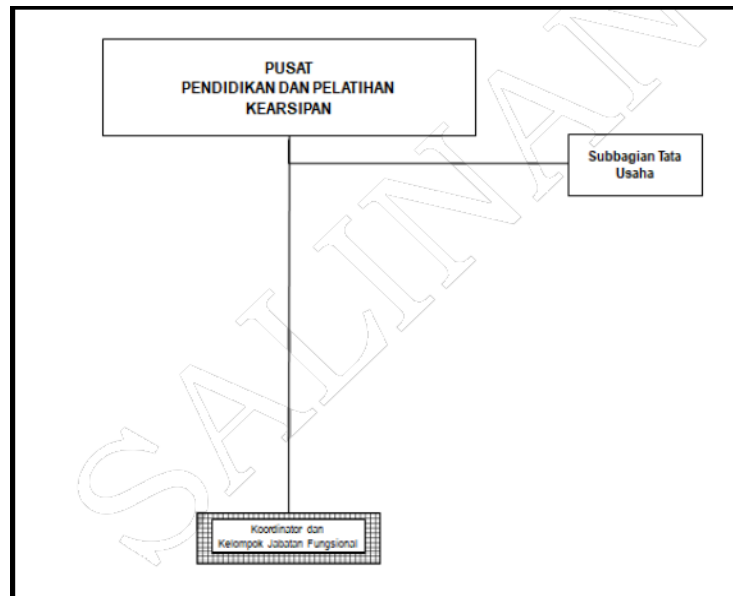 PUSAT
PENDIDIKAN DAN PELATIHAN
KEARSIPAN
Subbagian Tata
Usaha
SALINAN
Koordinator dan
Kelompok Jabatan Fungsional